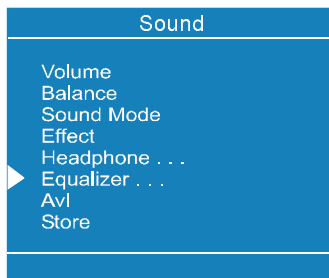 Sound
Volume
Balance
Sound Mode
Effect
Headphone . . .
Equalizer . . .
Avl
Store